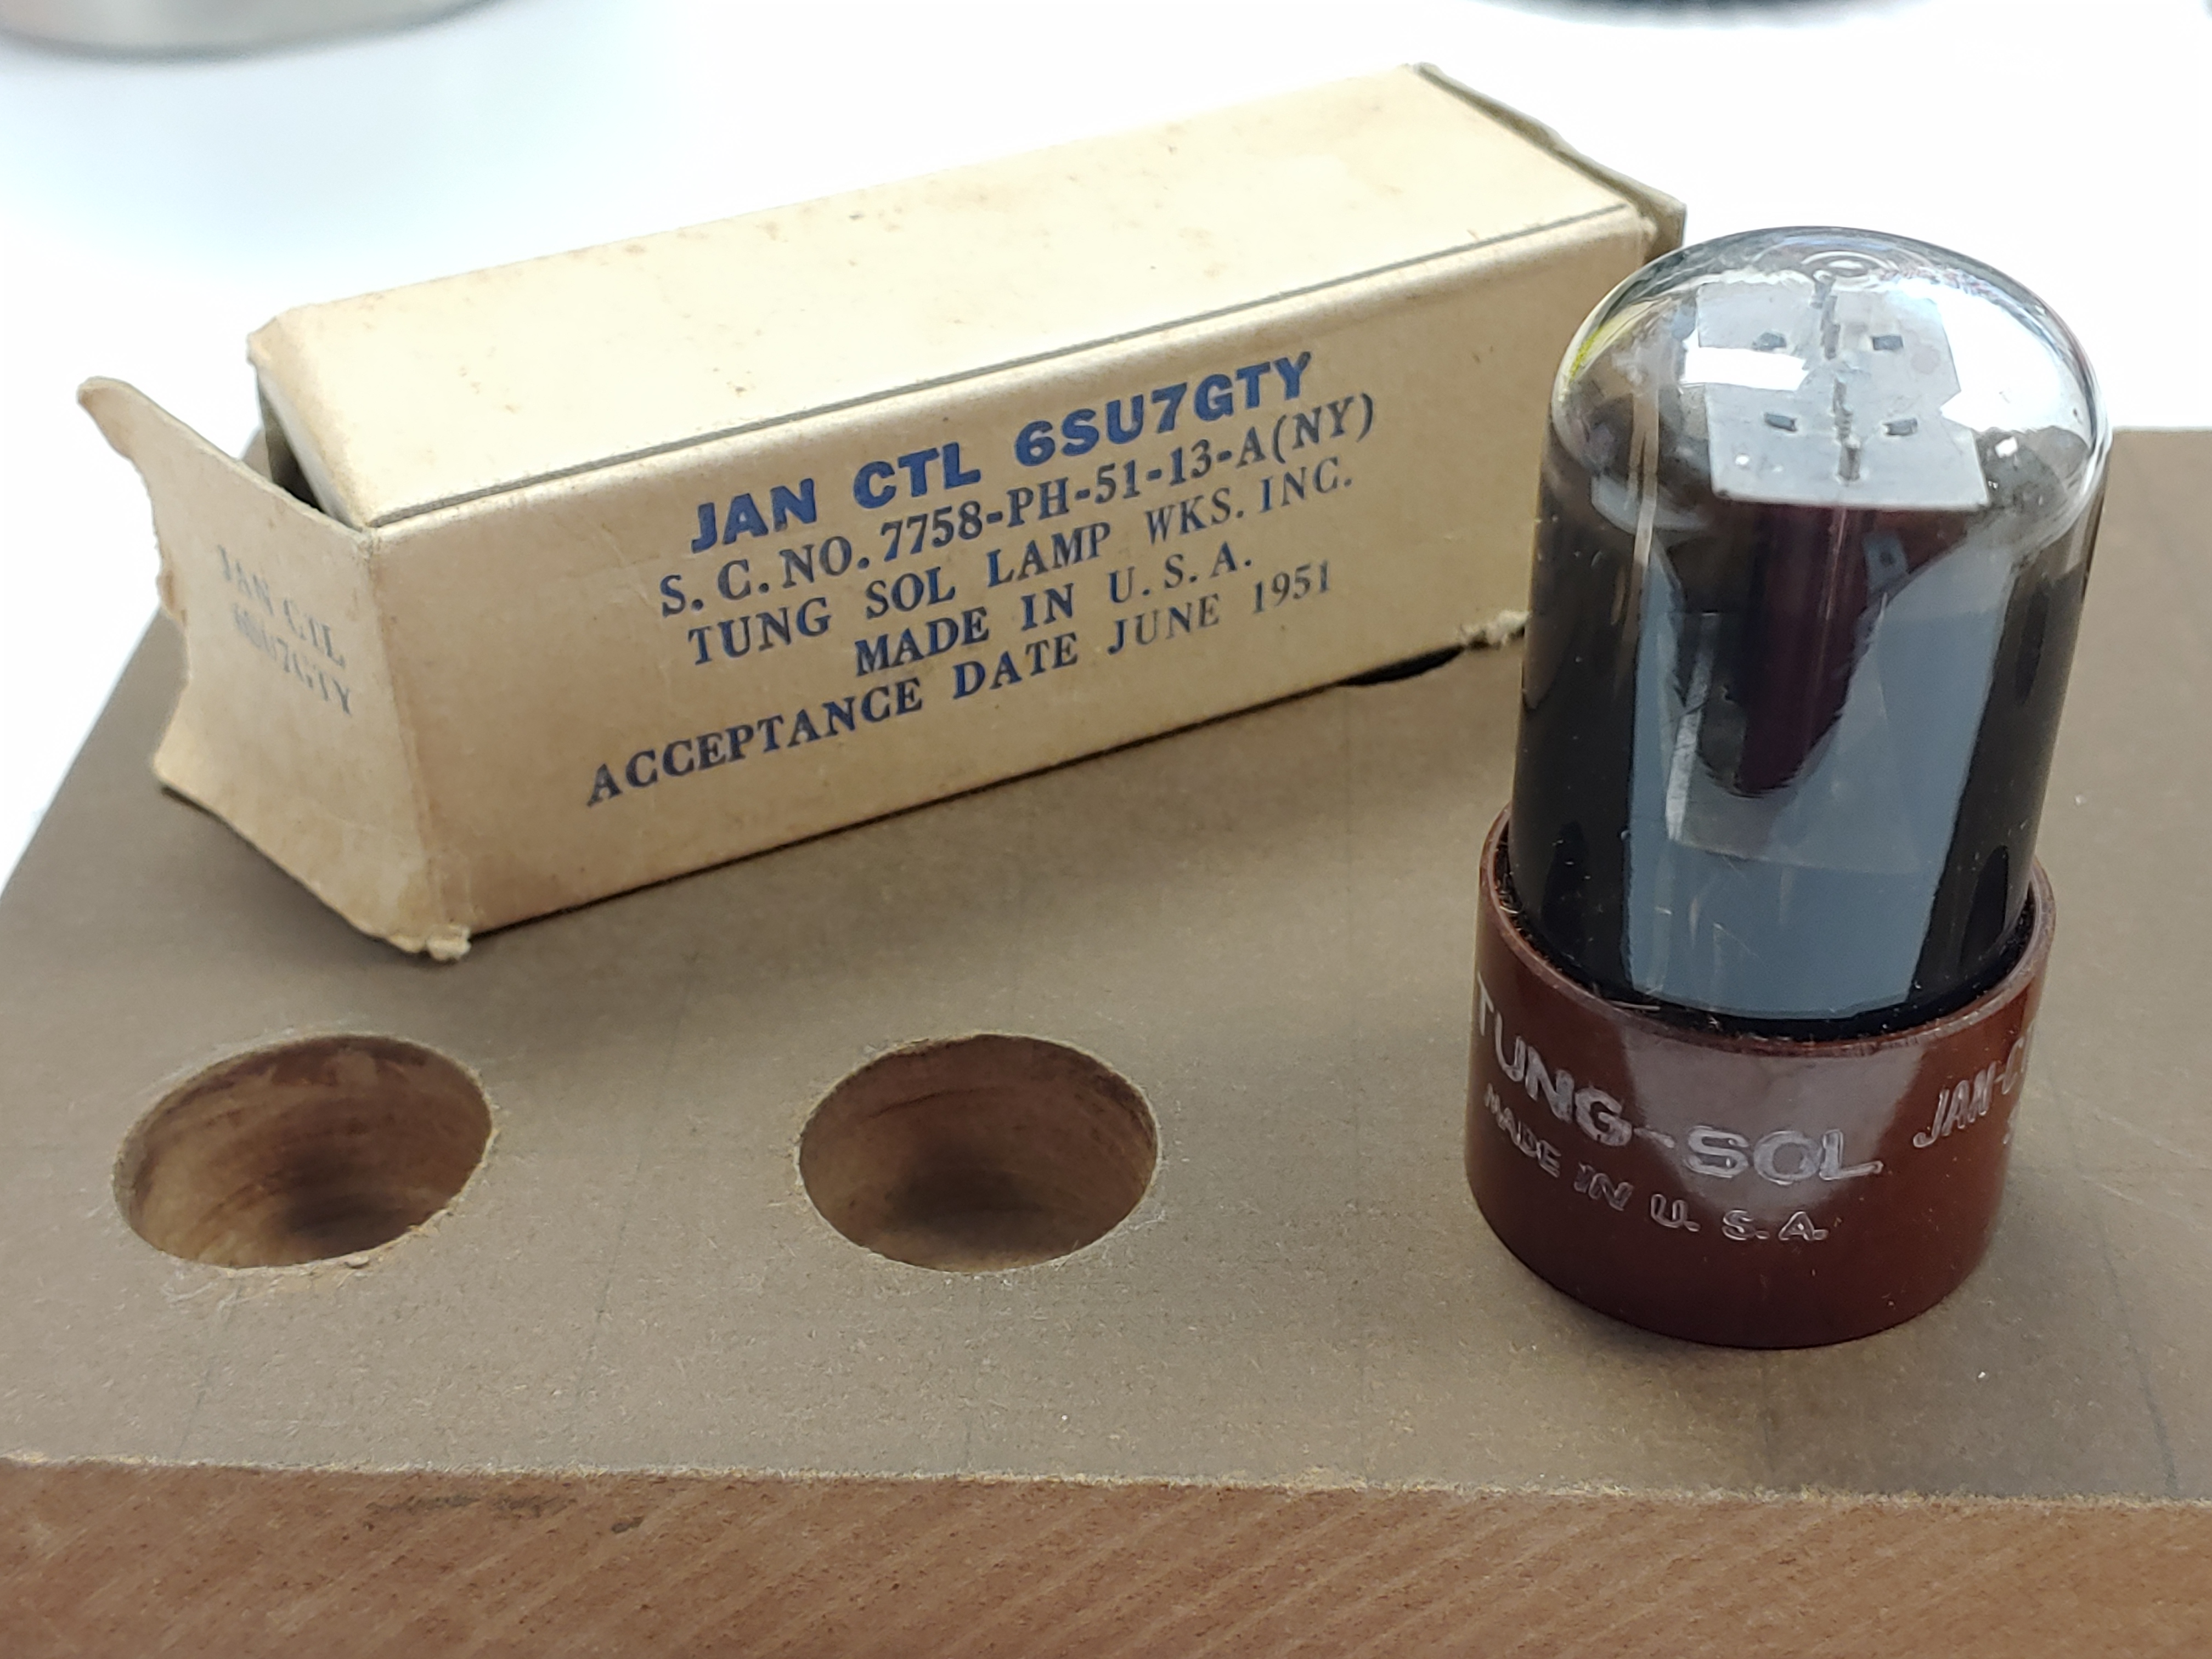 JAN CTL 6SU7GTY
S. C. NO. 7758-PH-51-13-A(NY)
TUNG SOL LAMP WKS. INC.
MADE IN U. S. A.
ACCEPTANCE DATE JUNE 1951
JAN CTL
6SU7GTY
TUNG-SOL
MADE IN U. S. A.